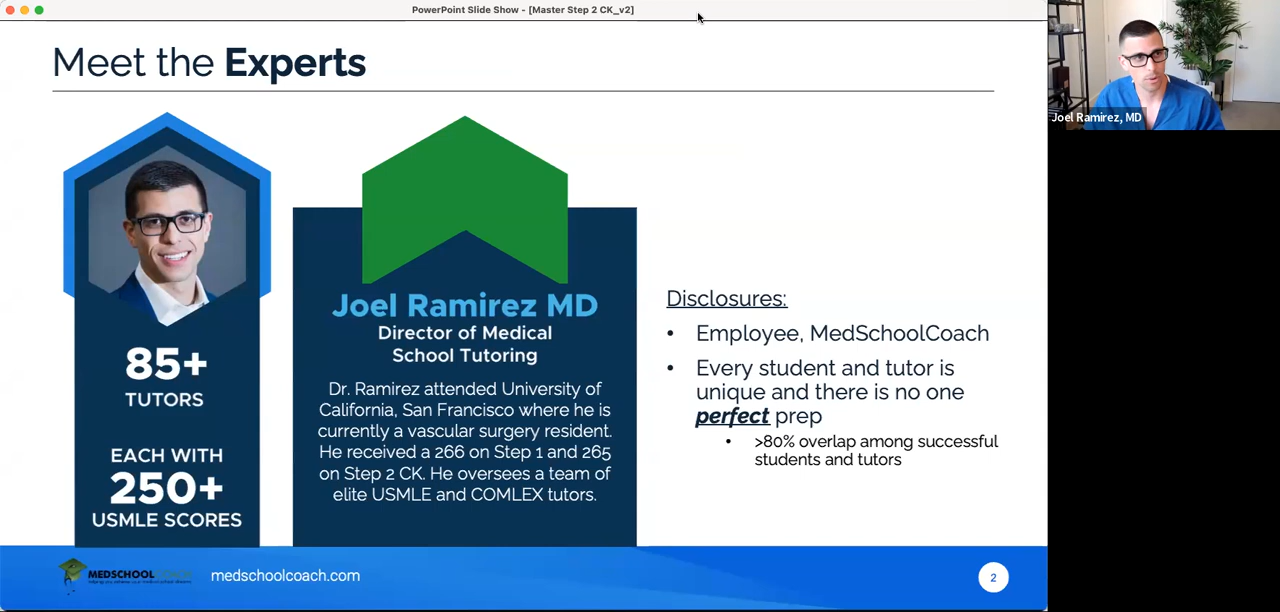 PowerPoint Slide Show - [Master Step 2 CK_v2]
Meet the Experts
Joel Ramirez, MD
85+
TUTORS
EACH WITH
250+
USMLE SCORES
Joel Ramirez MD
Director of Medical
School Tutoring
Dr. Ramirez attended University of
California, San Francisco where he is
currently a vascular surgery resident.
He received a 266 on Step 1 and 265
on Step 2 CK. He oversees a team of
elite USMLE and COMLEX tutors.
Disclosures:
• Employee, MedSchoolCoach
• Every student and tutor is
unique and there is no one
perfect prep
• >80% overlap among successful
students and tutors
MEDSCHOOLCOACH
medschoolcoach.com
2